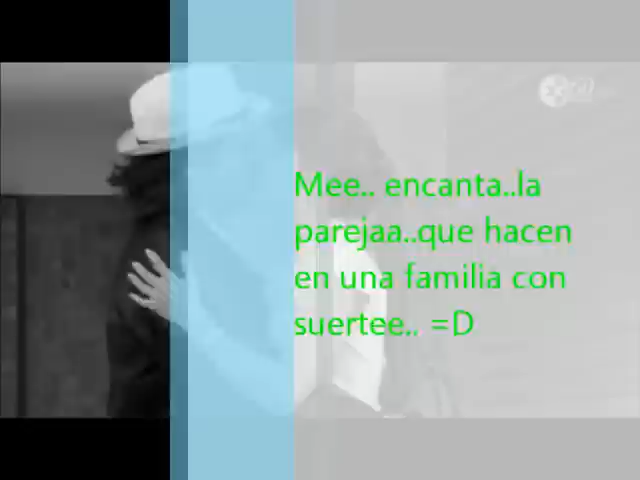 Mee.. encanta..la
parejaa..que hacen
en una familia con
suertee.. =D